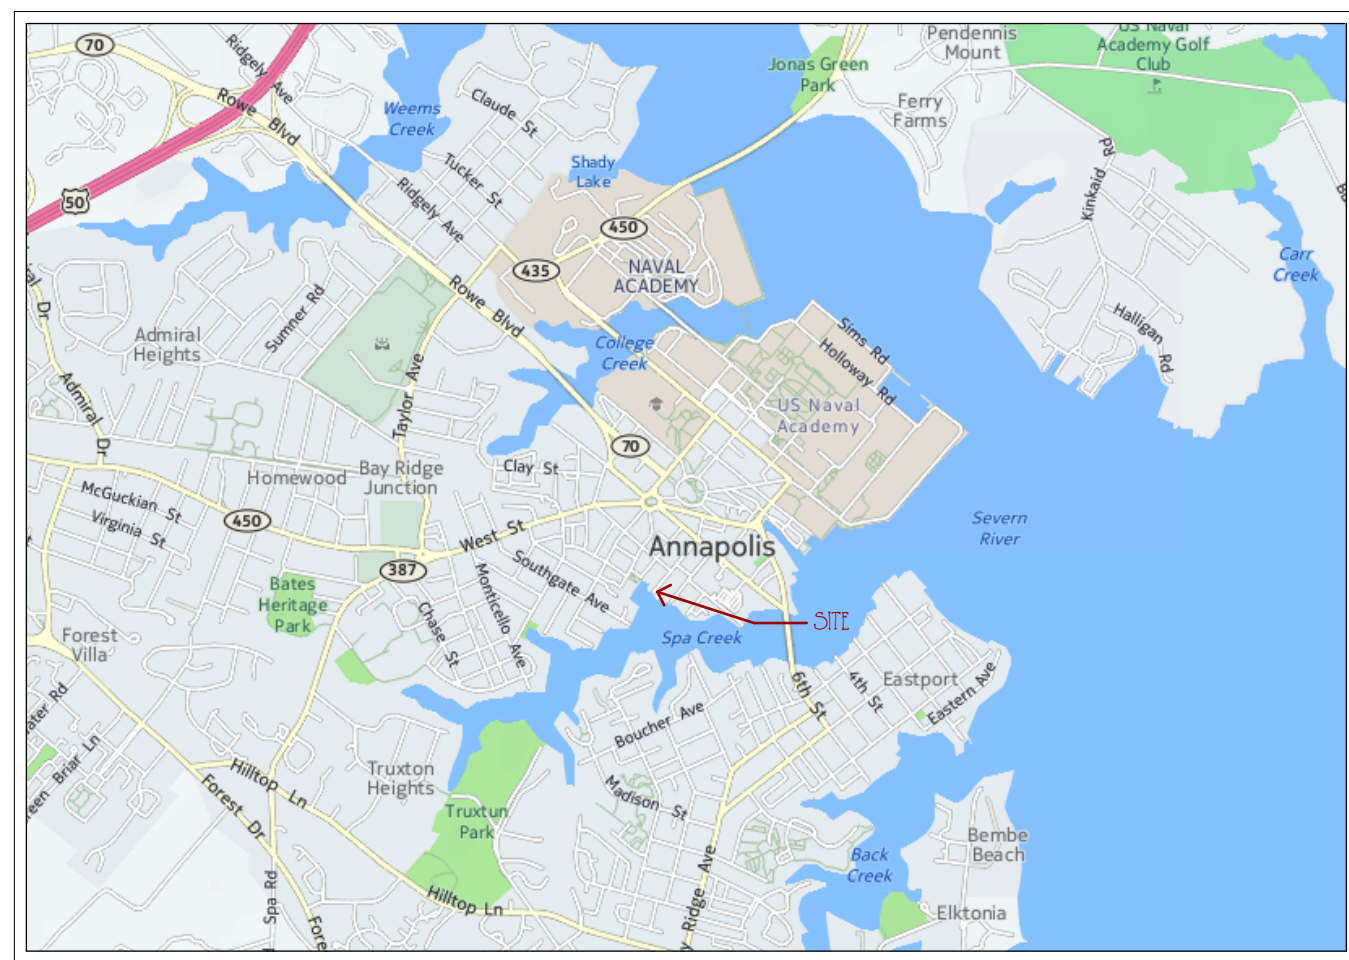 70
Ridgely Ave
Rowe Blvd
Weems
Creek
Claude St
Tucker St
Ridgely Ave
Shady
Lake
Jonas Green
Park
Pendennis
Mount
US Naval
Academy Golf
Club
Ferry
Farms
Kinkaid Rd
50
450
435
NAVAL
ACADEMY
Carr
Creek
Halligan Rd
Dr
Admiral
Heights
Sumner Rd
Rowe Blvd
College
Creek
Sims Rd
Holloway Rd
US Naval
Academy
Taylor Ave
Admiral Dr
70
Clay St
Homewood
Bay Ridge
Junction
McGuckian St
Virginia St
450
West St
387
Annapolis
Severn
River
Southgate Ave
Monticello Ave
Chase St
Bates
Heritage
Park
Forest
Villa
SITE
Spa Creek
6th St
4th St
Eastport
Eastern Ave
Boucher Ave
Madison St
Truxton
Heights
Truxtun
Park
Hilltop Ln
Forest Dr
Briar Ln
Rd
Hilltop Ln
Spa Rd
Fore
Ridge Ave
Back
Creek
Bembe
Beach
Elktonia